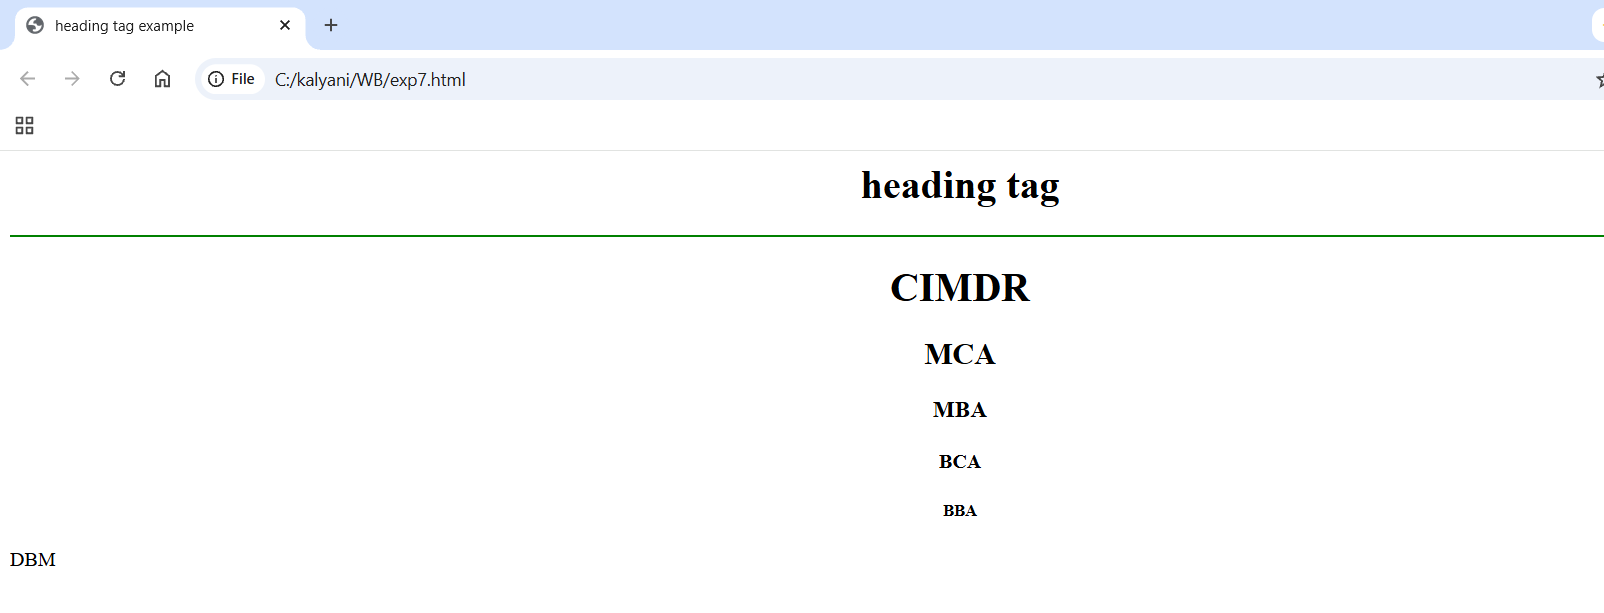 heading tag example
File C:/kalyani/WB/exp7.html
heading tag
CIMDR
MCA
MBA
BCA
BBA
DBM